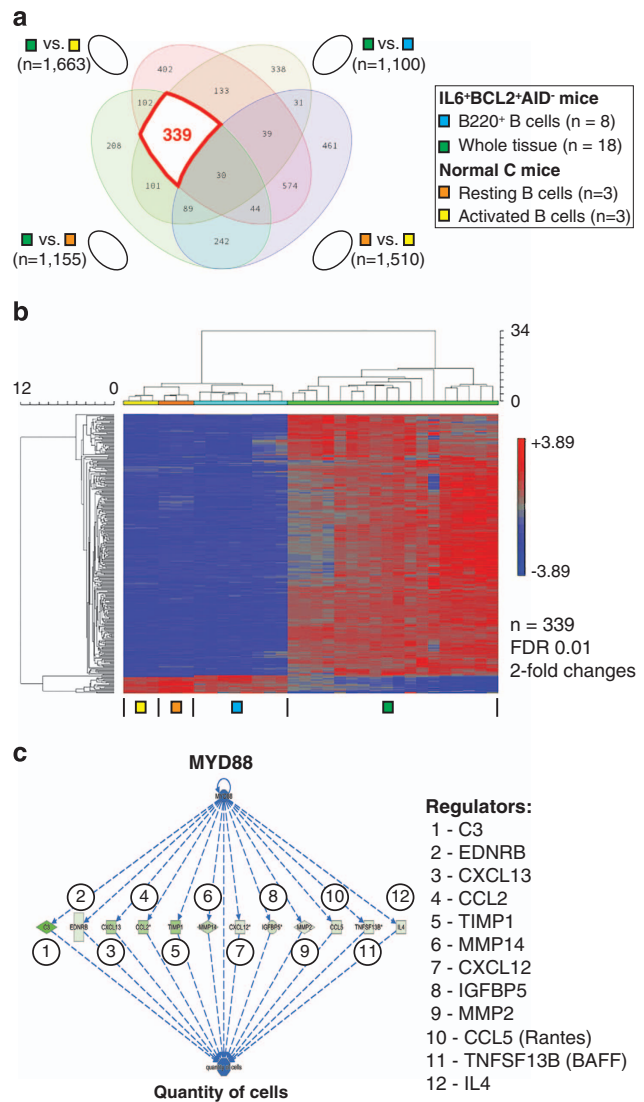 a
vs.
(n=1,663)
vs.
(n=1,100)
402
338
102
133
31
208
339
39
461
101
30
574
89
44
242
vs.
(n=1,155)
vs.
(n=1,510)
IL6⁺BCL2⁺AID⁻ mice
B220⁺ B cells (n = 8)
Whole tissue (n = 18)
Normal C mice
Resting B cells (n=3)
Activated B cells (n=3)
b
34
0
12
0
+3.89
-3.89
n = 339
FDR 0.01
2-fold changes
c
MYD88
2
4
6
8
10
12
C3
EDNRB
CXCL13
CCL2*
TIMP1
MMP14
CXCL12*
IGFBP5*
MMP2
CCL5
TNFSF13B*
IL4
1
3
5
7
9
11
Quantity of cells
Regulators:
1 - C3
2 - EDNRB
3 - CXCL13
4 - CCL2
5 - TIMP1
6 - MMP14
7 - CXCL12
8 - IGFBP5
9 - MMP2
10 - CCL5 (Rantes)
11 - TNFSF13B (BAFF)
12 - IL4